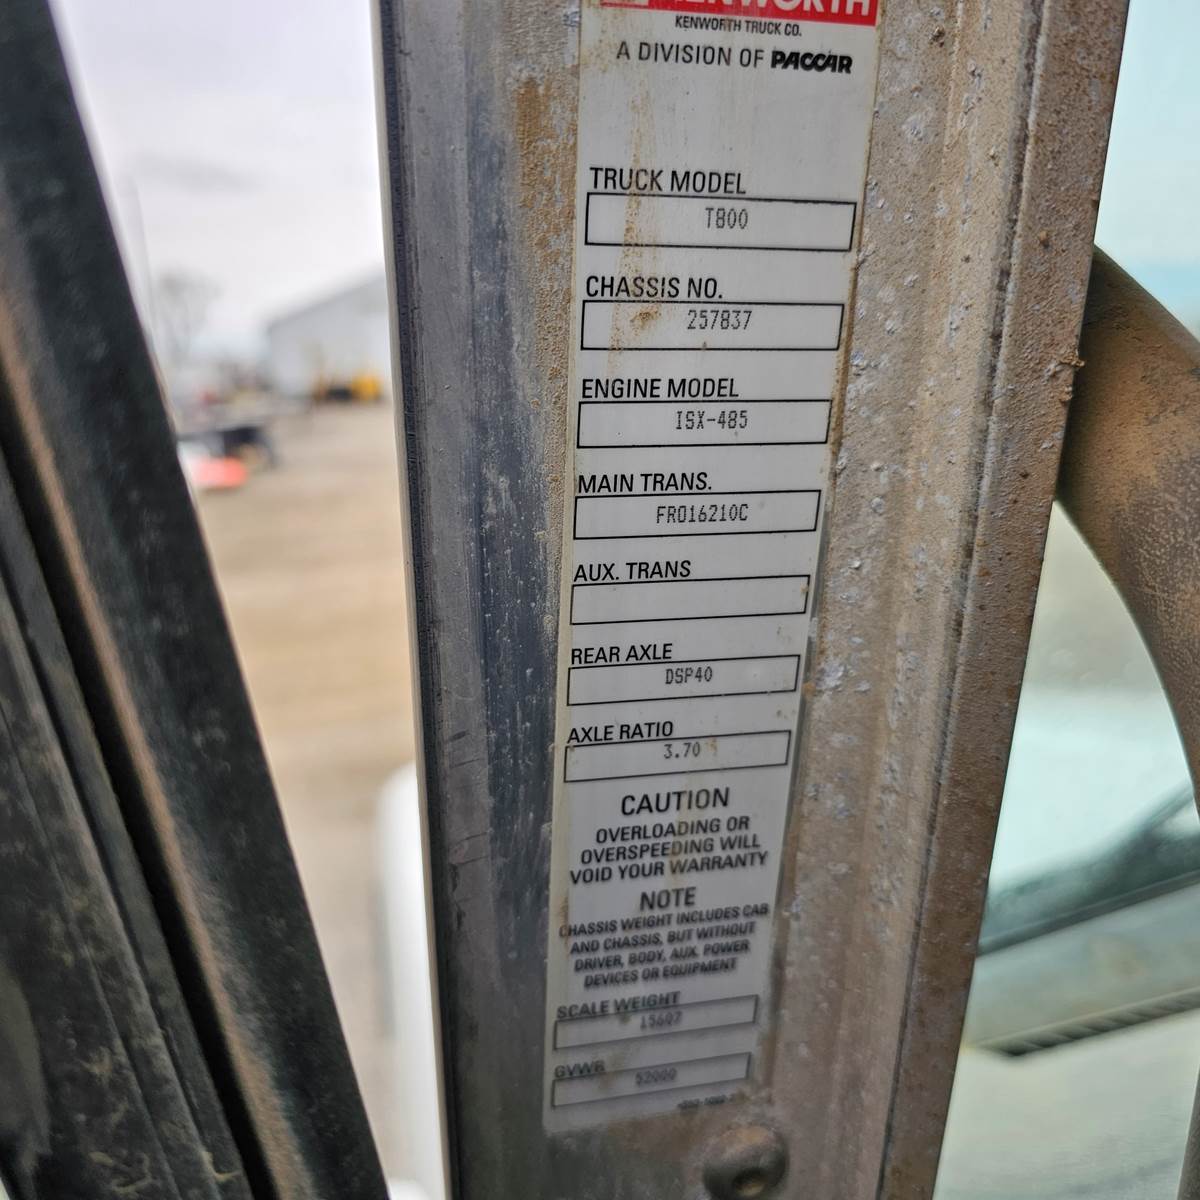 KENWORTH
KENWORTH TRUCK CO.
A DIVISION OF PACCAR
TRUCK MODEL
T800
CHASSIS NO.
257837
ENGINE MODEL
ISX-485
MAIN TRANS.
FRO16210C
AUX. TRANS
REAR AXLE
DSP40
AXLE RATIO
3.70
CAUTION
OVERLOADING OR
OVERSPEEDING WILL
VOID YOUR WARRANTY
NOTE
CHASSIS WEIGHT INCLUDES CAB
AND CHASSIS, BUT WITHOUT
DRIVER, BODY, AUX. POWER
DEVICES OR EQUIPMENT
SCALE WEIGHT
15607
GVWR
52000